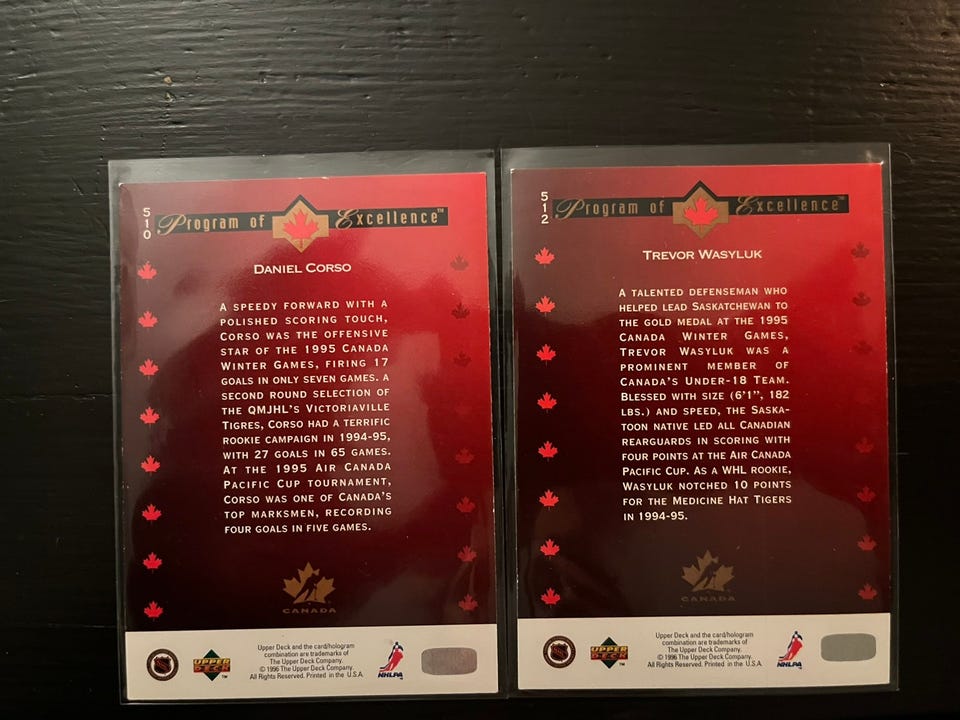 510
Program of Excellence™
DANIEL CORSO
A SPEEDY FORWARD WITH A
POLISHED SCORING TOUCH,
CORSO WAS THE OFFENSIVE
STAR OF THE 1995 CANADA
WINTER GAMES, FIRING 17
GOALS IN ONLY SEVEN GAMES. A
SECOND ROUND SELECTION OF
THE QMJHL'S VICTORIAVILLE
TIGRES, CORSO HAD A TERRIFIC
ROOKIE CAMPAIGN IN 1994-95,
WITH 27 GOALS IN 65 GAMES.
AT THE 1995 AIR CANADA
PACIFIC CUP TOURNAMENT,
CORSO WAS ONE OF CANADA'S
TOP MARKSMEN, RECORDING
FOUR GOALS IN FIVE GAMES.
CANADA
UPPER DECK™
Upper Deck and the card/hologram
combination are trademarks of
The Upper Deck Company.
© 1996 The Upper Deck Company.
All Rights Reserved. Printed in the U.S.A.
NHLPA
512
Program of Excellence™
TREVOR WASYLUK
A TALENTED DEFENSEMAN WHO
HELPED LEAD SASKATCHEWAN TO
THE GOLD MEDAL AT THE 1995
CANADA WINTER GAMES,
TREVOR WASYLUK WAS A
PROMINENT MEMBER OF
CANADA'S UNDER-18 TEAM.
BLESSED WITH SIZE (6'1", 182
LBS.) AND SPEED, THE SASKA-
TOON NATIVE LED ALL CANADIAN
REARGUARDS IN SCORING WITH
FOUR POINTS AT THE AIR CANADA
PACIFIC CUP. AS A WHL ROOKIE,
WASYLUK NOTCHED 10 POINTS
FOR THE MEDICINE HAT TIGERS
IN 1994-95.
CANADA
UPPER DECK™
Upper Deck and the card/hologram
combination are trademarks of
The Upper Deck Company.
© 1996 The Upper Deck Company.
All Rights Reserved. Printed in the U.S.A.
NHLPA